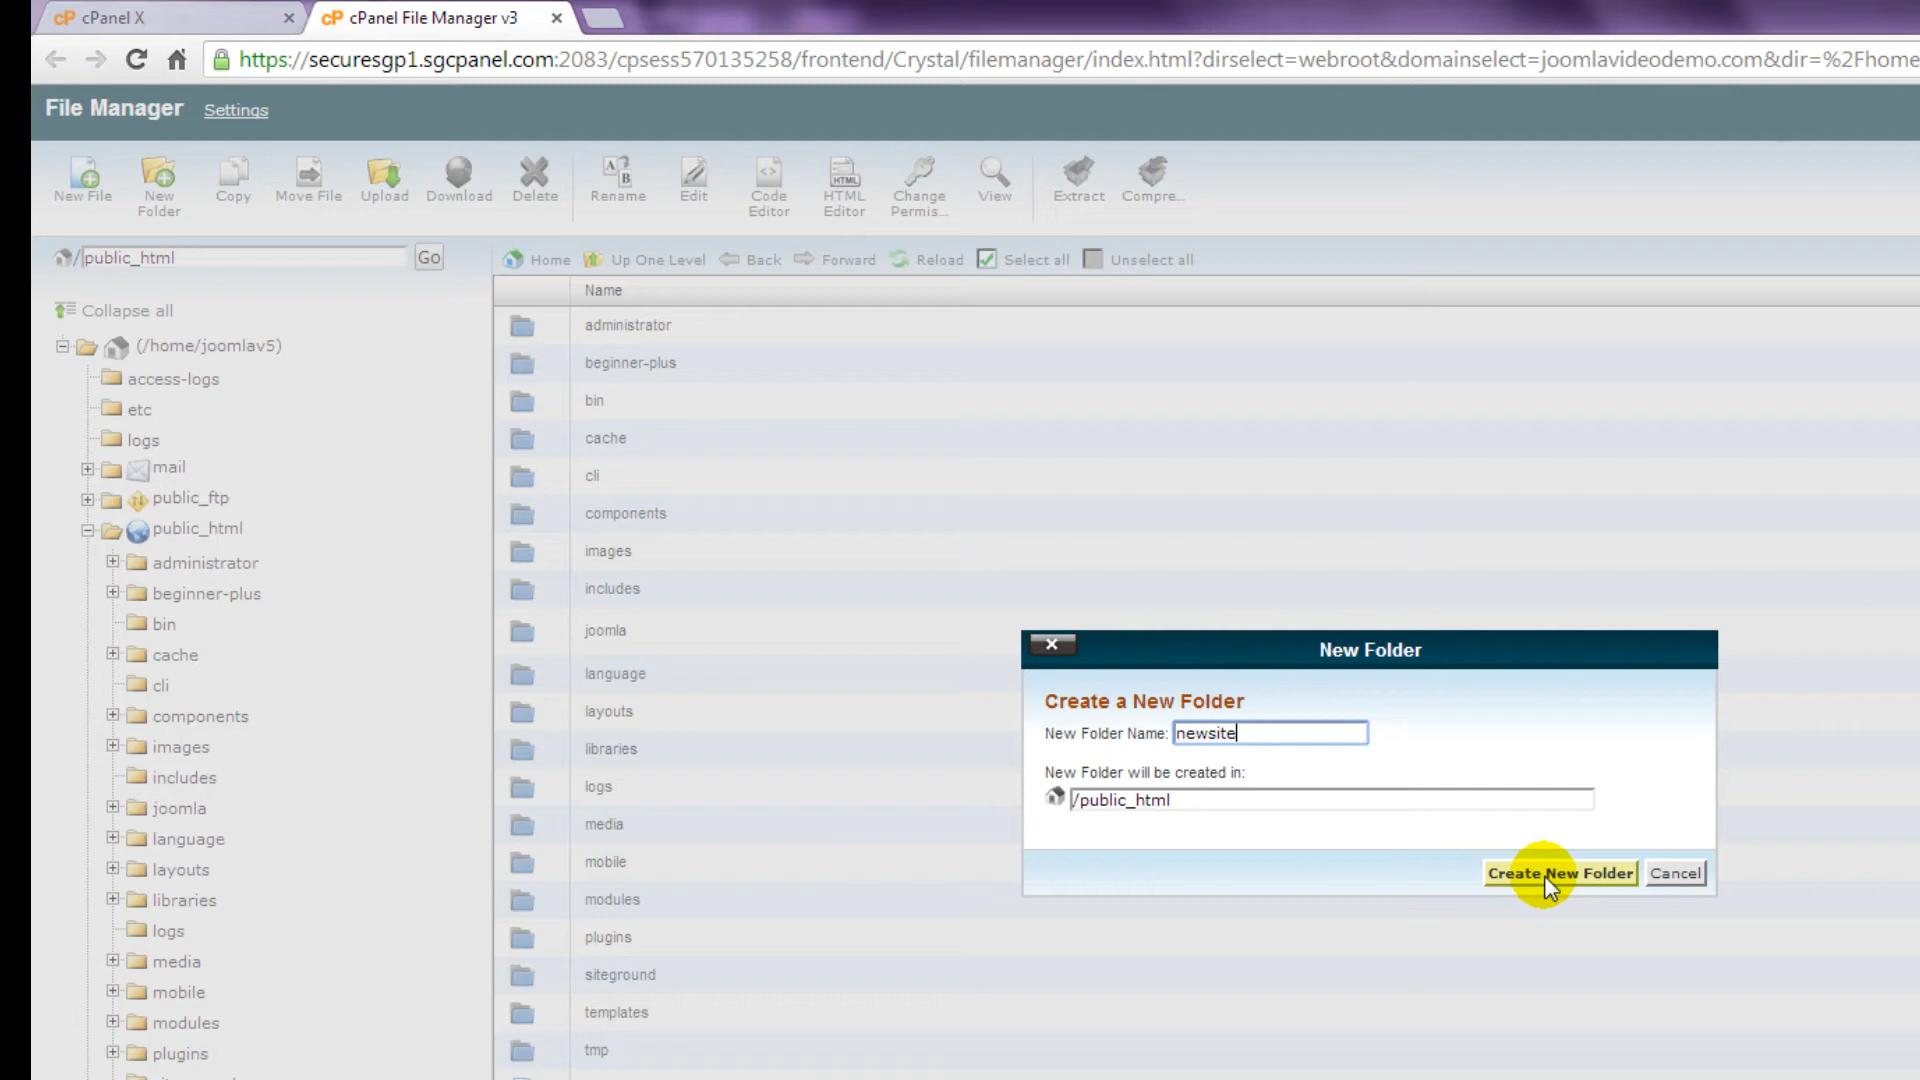 cPanel X
cPanel File Manager v3
https://securesgp1.sgcpanel.com:2083/cpsess570135258/frontend/Crystal/filemanager/index.html?dirselect=webroot&domainselect=joomlavideodemo.com&dir=%2Fhome
File Manager Settings
New File
New Folder
Copy
Move File
Upload
Download
Delete
Rename
Edit
Code Editor
HTML Editor
Change Permis...
View
Extract
Compre...
/public_html Go
Home Up One Level Back Forward Reload Select all Unselect all
Collapse all
(/home/joomlav5)
access-logs
etc
logs
mail
public_ftp
public_html
administrator
beginner-plus
bin
cache
cli
components
images
includes
joomla
language
layouts
libraries
logs
media
mobile
modules
plugins
Name
administrator
beginner-plus
bin
cache
cli
components
images
includes
joomla
language
layouts
libraries
logs
media
mobile
modules
plugins
siteground
templates
tmp
New Folder
Create a New Folder
New Folder Name: newsite
New Folder will be created in:
/public_html
Create New Folder Cancel